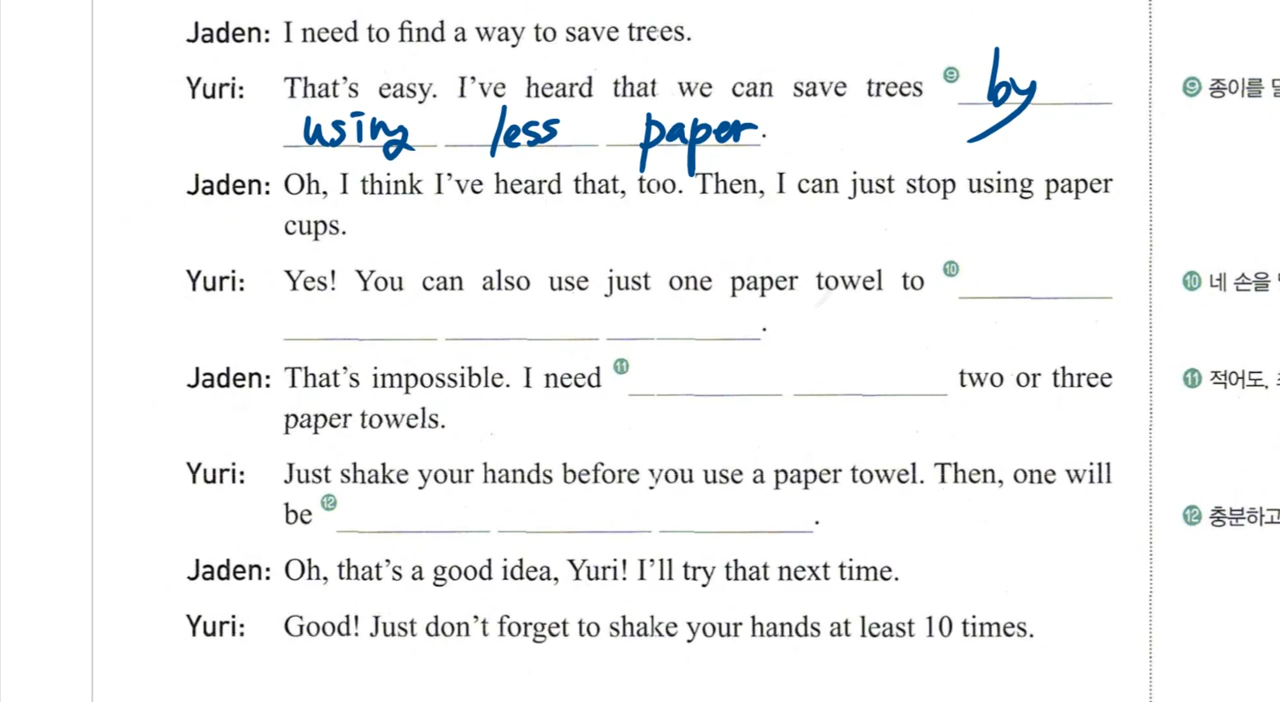 Jaden: I need to find a way to save trees.
Yuri: That's easy. I've heard that we can save trees ⑨ by
using less paper.
Jaden: Oh, I think I've heard that, too. Then, I can just stop using paper
cups.
Yuri: Yes! You can also use just one paper towel to ⑩
.
Jaden: That's impossible. I need ⑪ two or three
paper towels.
Yuri: Just shake your hands before you use a paper towel. Then, one will
be ⑫ .
Jaden: Oh, that's a good idea, Yuri! I'll try that next time.
Yuri: Good! Just don't forget to shake your hands at least 10 times.
⑨ 종이를
⑩ 네 손을
⑪ 적어도,
⑫ 충분하고